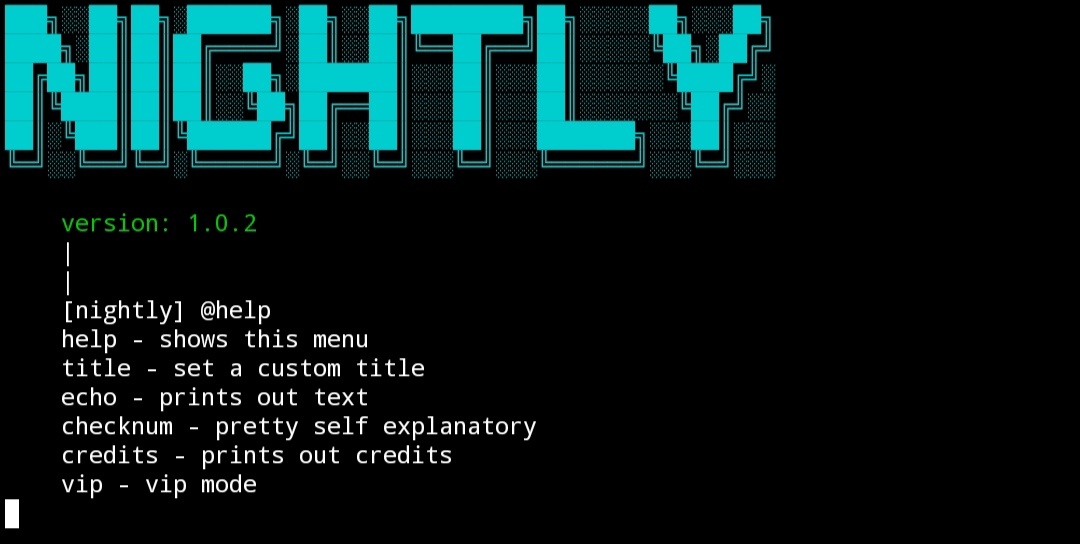 NIGHTLY
version: 1.0.2
|
|
[nightly] @help
help - shows this menu
title - set a custom title
echo - prints out text
checknum - pretty self explanatory
credits - prints out credits
vip - vip mode